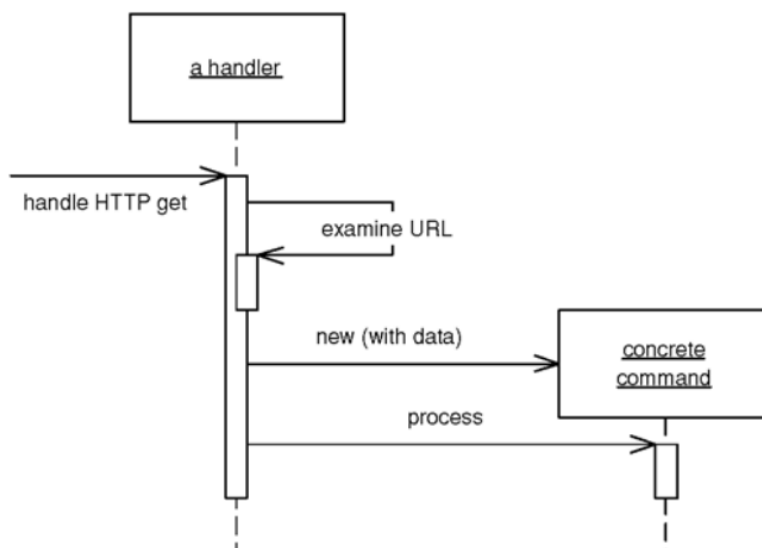 a handler
handle HTTP get
examine URL
new (with data)
concrete
command
process